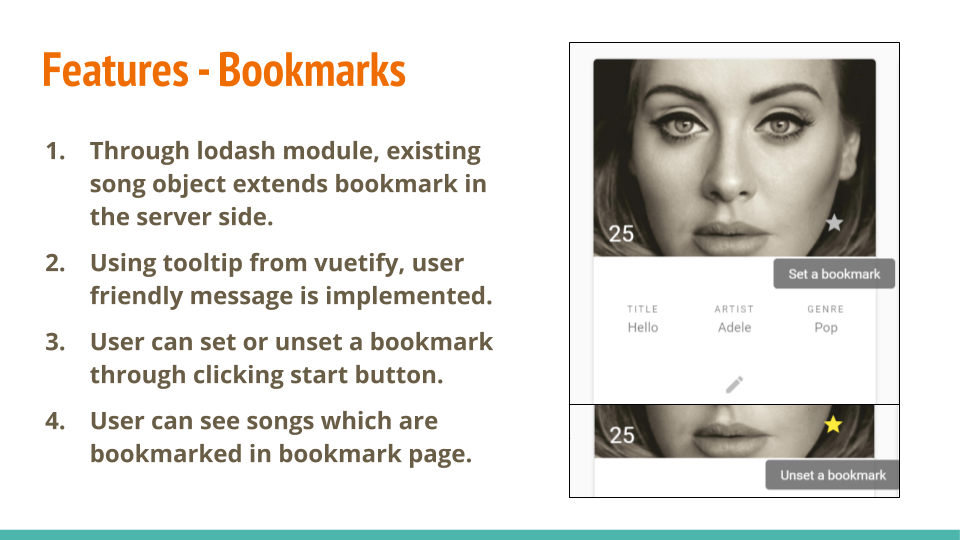 Features - Bookmarks
1. Through lodash module, existing
song object extends bookmark in
the server side.
2. Using tooltip from vuetify, user
friendly message is implemented.
3. User can set or unset a bookmark
through clicking start button.
4. User can see songs which are
bookmarked in bookmark page.
25
Set a bookmark
TITLE ARTIST GENRE
Hello Adele Pop
25
Unset a bookmark